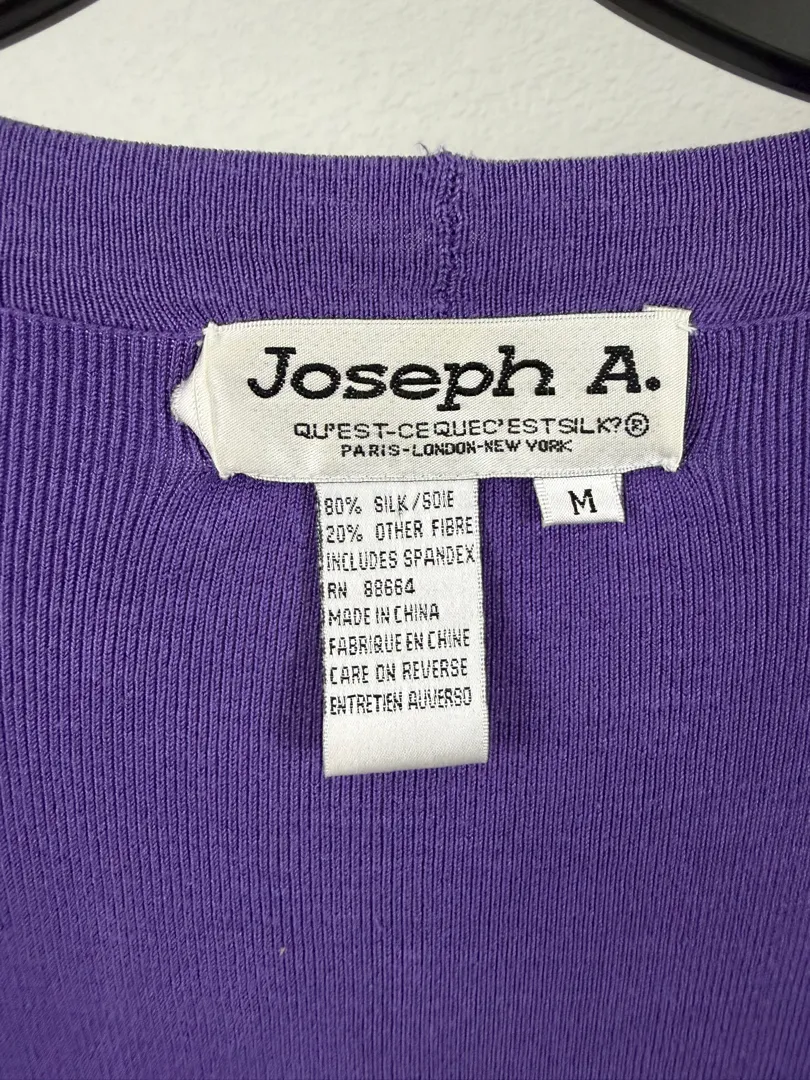 Joseph A.
QU'EST-CE QUE C'EST SILK?®
PARIS-LONDON-NEW YORK
M
80% SILK/SOIE
20% OTHER FIBRE
INCLUDES SPANDEX
RN 88664
MADE IN CHINA
FABRIQUE EN CHINE
CARE ON REVERSE
ENTRETIEN AUVERSO